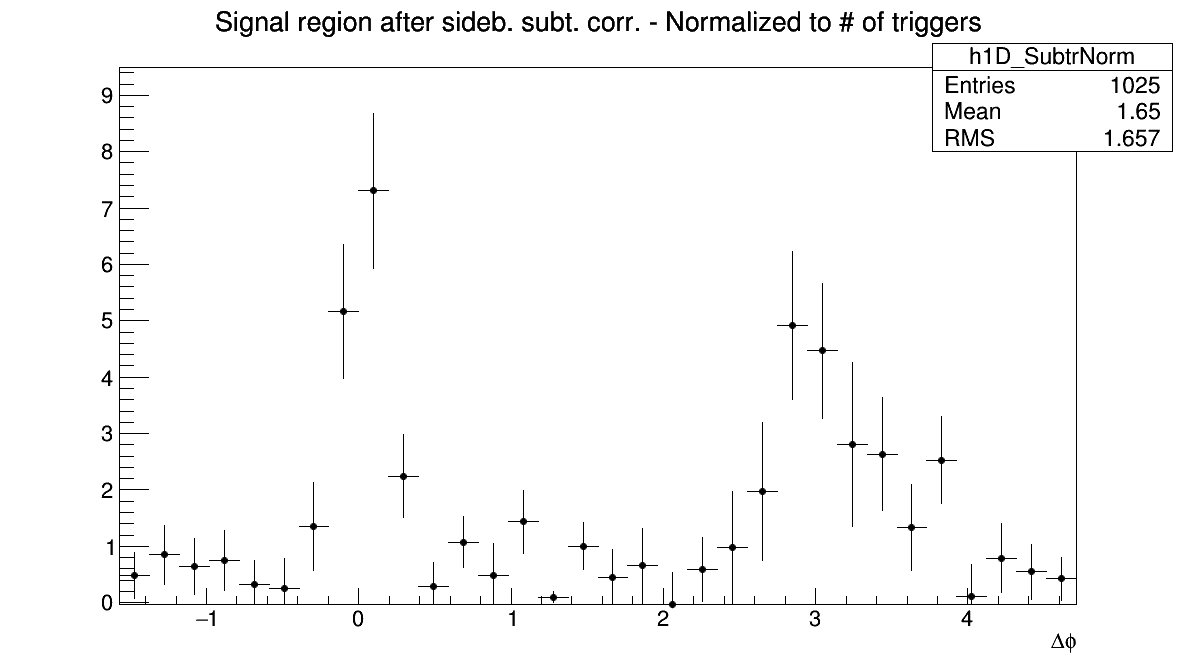 Signal region after sideb. subt. corr. - Normalized to # of triggers
h1D_SubtrNorm
Entries 1025
Mean 1.65
RMS 1.657
9
8
7
6
5
4
3
2
1
0
−1 0 1 2 3 4
Δϕ